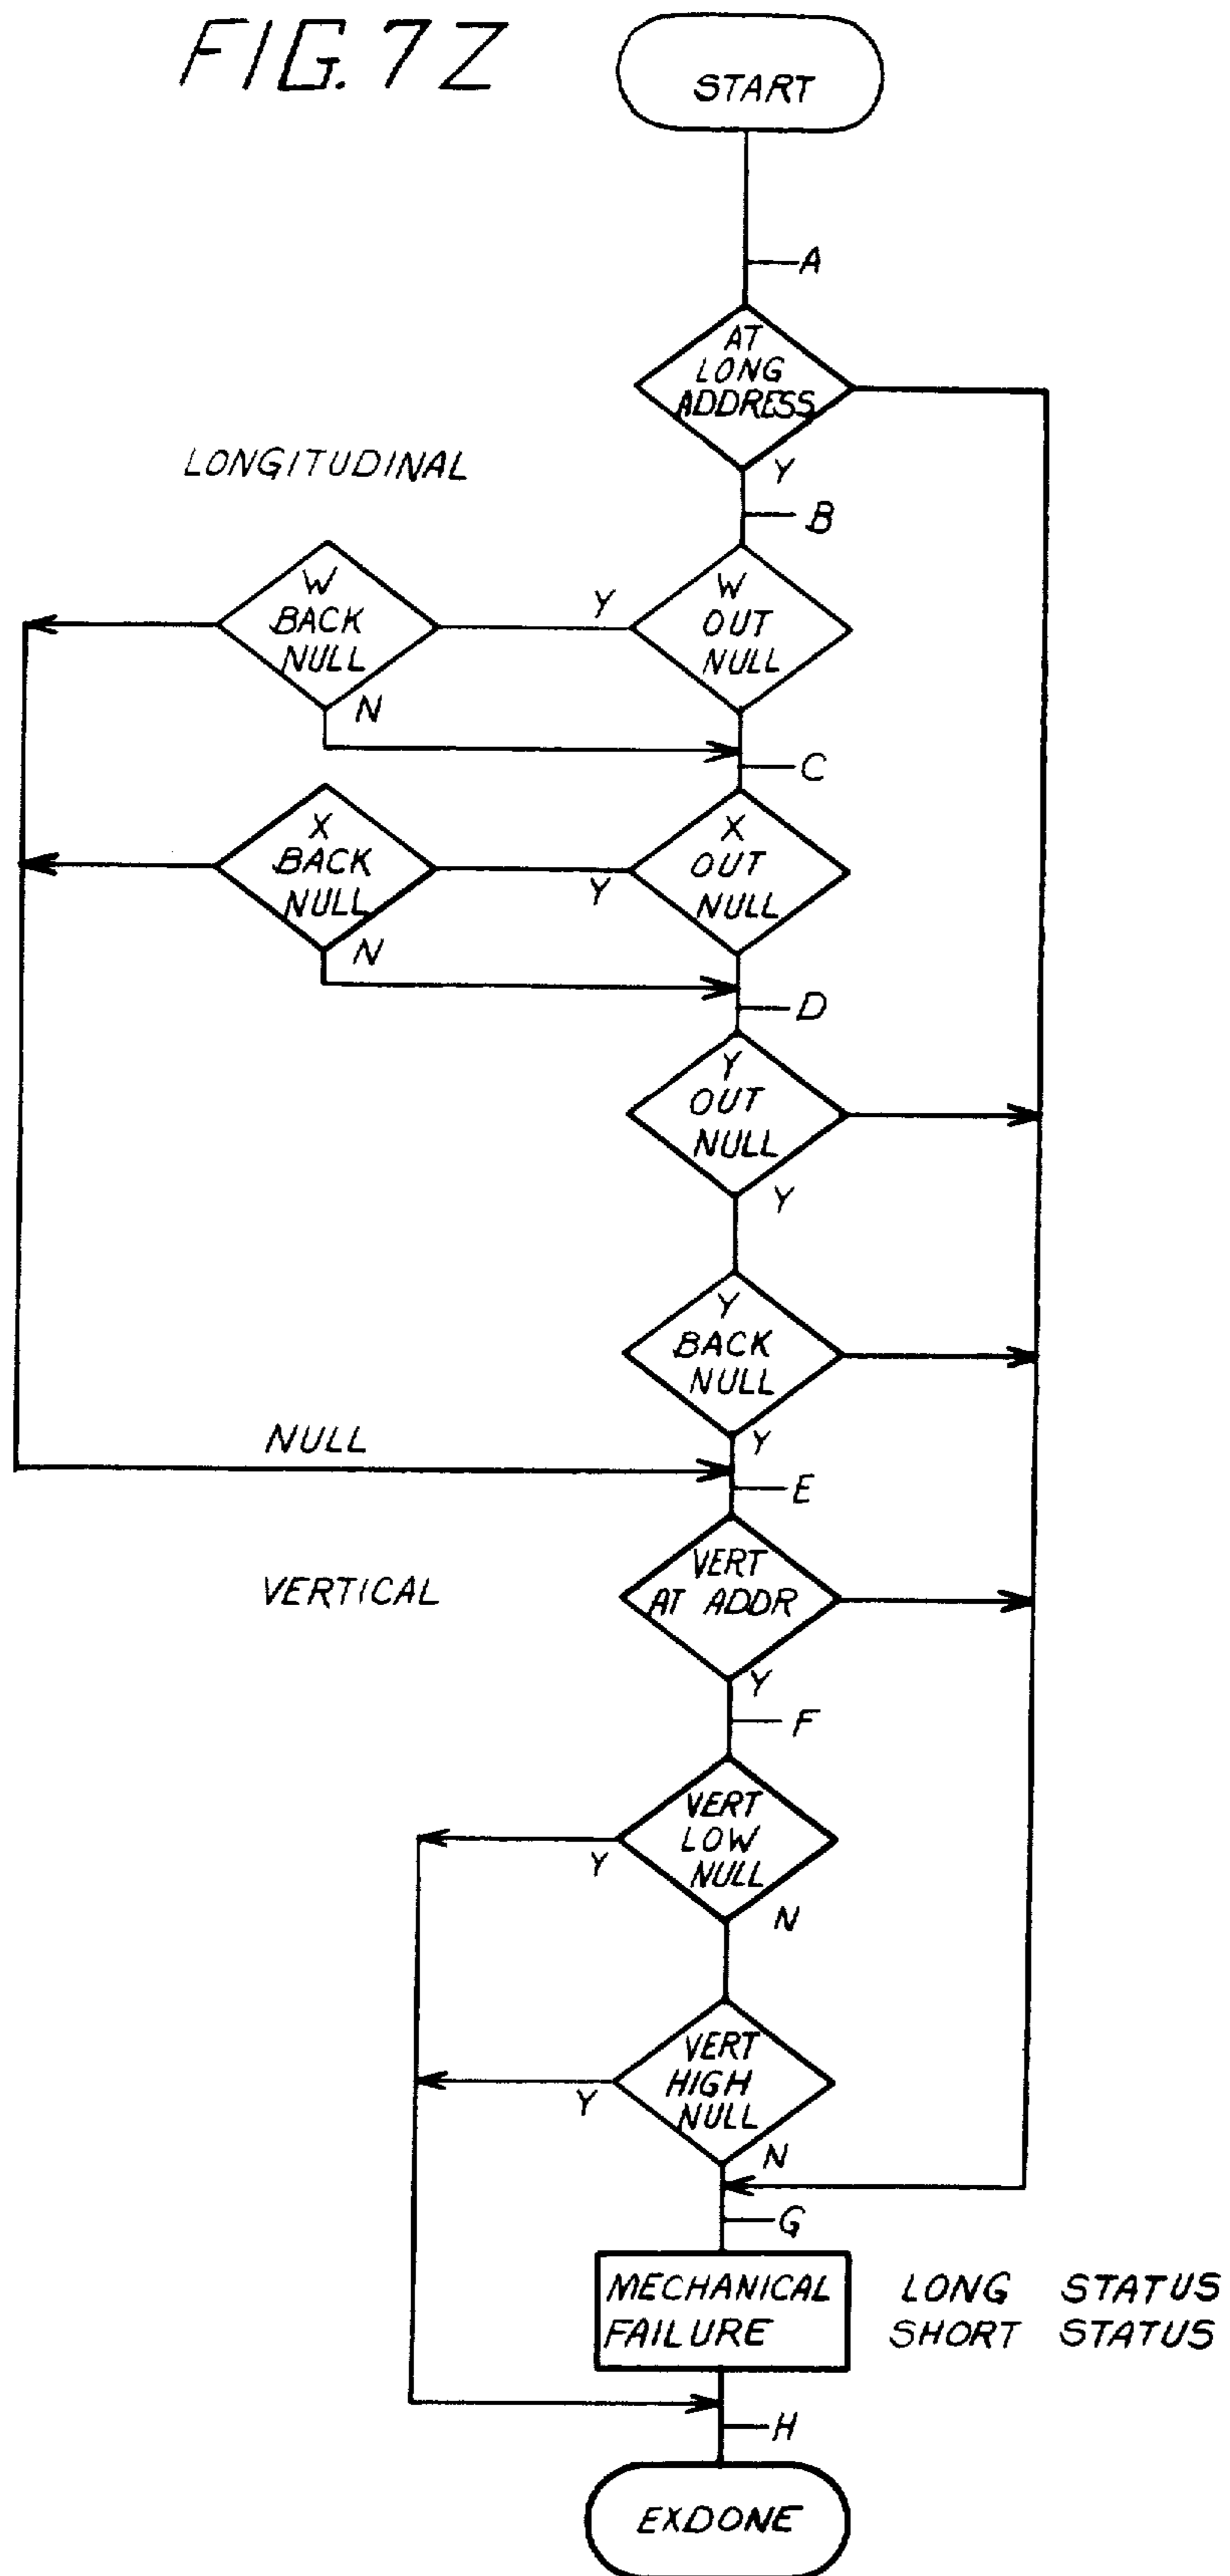 FIG. 7Z
START
A
AT
LONG
ADDRESS
Y
LONGITUDINAL
B
W
BACK
NULL
N
Y
W
OUT
NULL
C
X
BACK
NULL
N
Y
X
OUT
NULL
D
Y
OUT
NULL
Y
Y
BACK
NULL
Y
NULL
E
VERTICAL
VERT
AT ADDR
Y
F
VERT
LOW
NULL
Y
N
VERT
HIGH
NULL
Y
N
G
MECHANICAL
FAILURE
LONG STATUS
SHORT STATUS
H
EXDONE